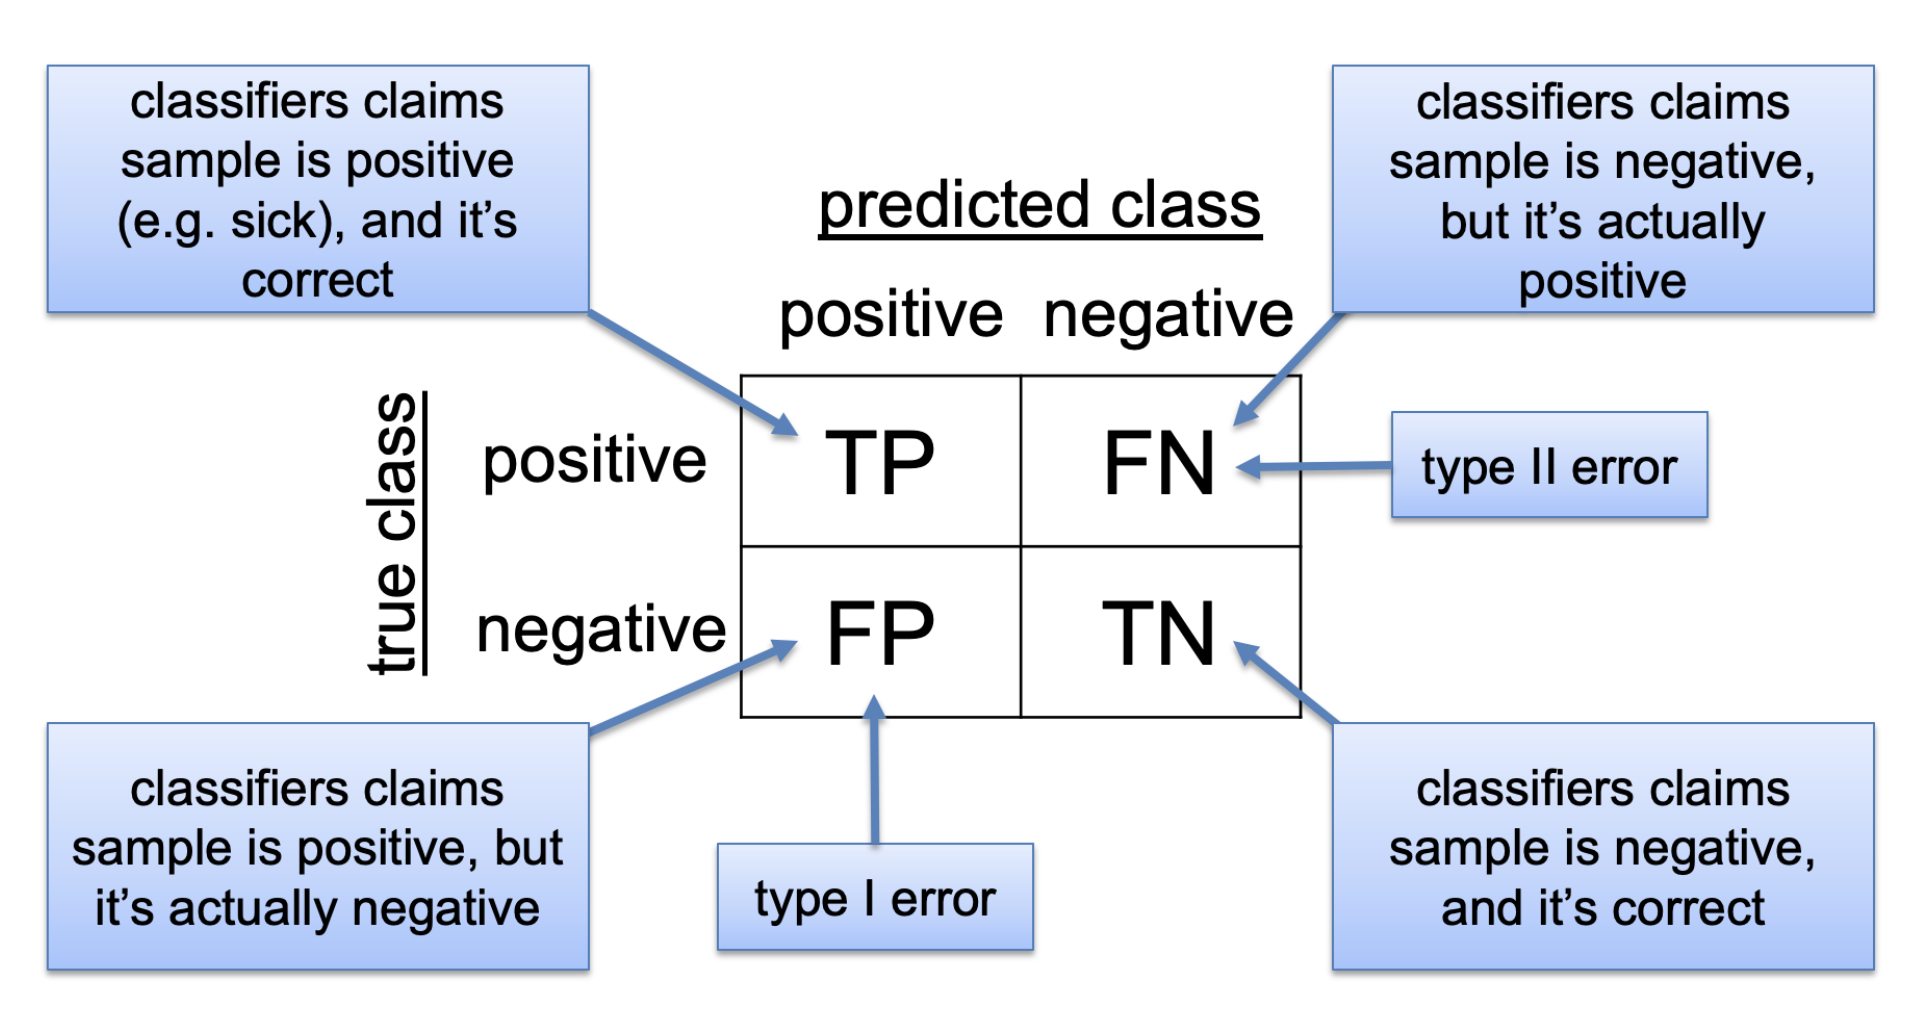 classifiers claims
sample is positive
(e.g. sick), and it’s
correct
classifiers claims
sample is negative,
but it’s actually
positive
predicted class
positive negative
true class
positive
TP
FN
type II error
negative
FP
TN
classifiers claims
sample is positive, but
it’s actually negative
type I error
classifiers claims
sample is negative,
and it’s correct